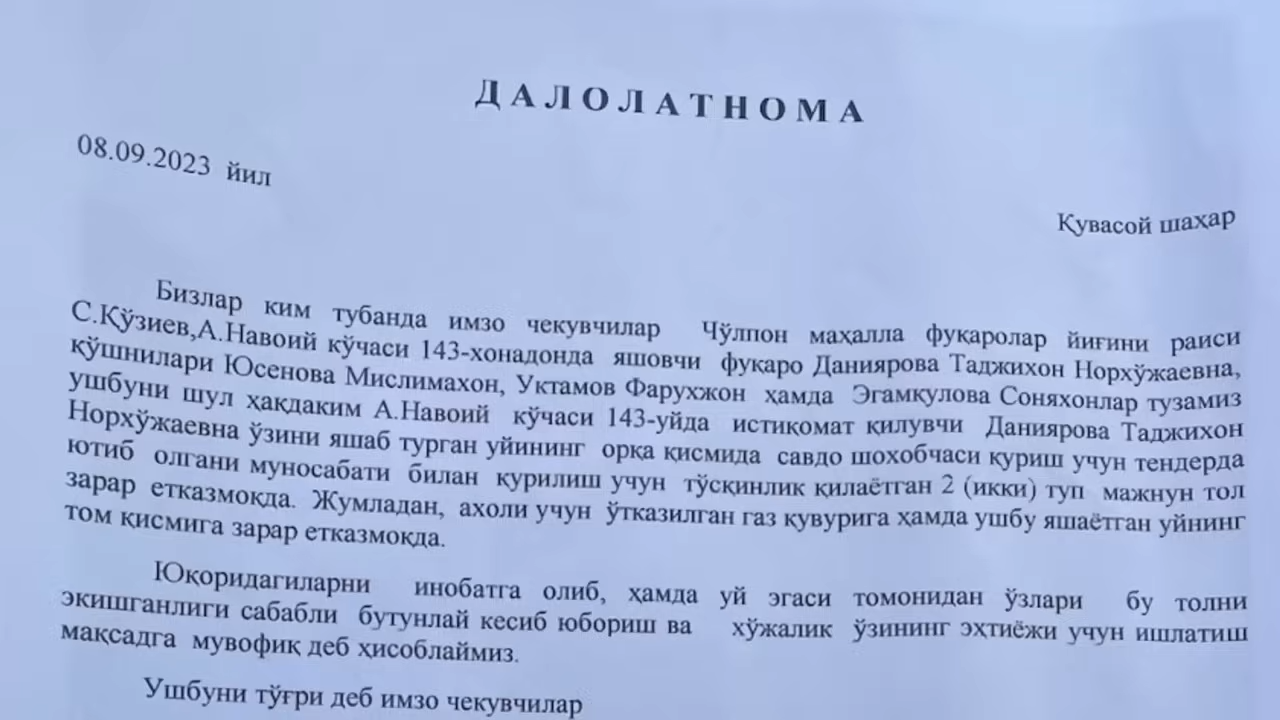 ДАЛОЛАТНОМА
08.09.2023 йил
Қувасой шаҳар
Бизлар ким тубанда имзо чекувчилар Чўлпон маҳалла фуқаролар йиғини раиси
С.Қўзиев,А.Навоий кўчаси 143-хонадонда яшовчи фуқаро Даниярова Таджихон Норхўжаевна,
қўшнилари Юсенова Мислимахон, Уктамов Фарухжон ҳамда Эгамқулова Соняхонлар тузамиз
ушбуни шул ҳақдаким А.Навоий кўчаси 143-уйда истиқомат қилувчи Даниярова Таджихон
Норхўжаевна ўзини яшаб турган уйининг орқа қисмида савдо шохобчаси қуриш учун тендерда
ютиб олгани муносабати билан қурилиш учун тўсқинлик қилаётган 2 (икки) туп мажнун тол
зарар етказмоқда. Жумладан, ахоли учун ўтказилган газ қувурига ҳамда ушбу яшаётган уйнинг
том қисмига зарар етказмоқда.
Юқоридагиларни инобатга олиб, ҳамда уй эгаси томонидан ўзлари бу толни
экишганлиги сабабли бутунлай кесиб юбориш ва хўжалик ўзининг эҳтиёжи учун ишлатиш
мақсадга мувофиқ деб ҳисоблаймиз.
Ушбуни тўғри деб имзо чекувчилар